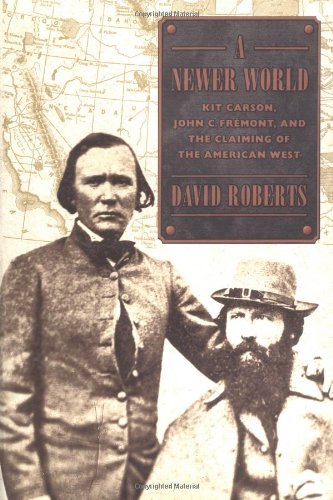 A
NEWER WORLD
KIT CARSON,
JOHN C. FRÉMONT, AND
THE CLAIMING OF
THE AMERICAN WEST
DAVID ROBERTS